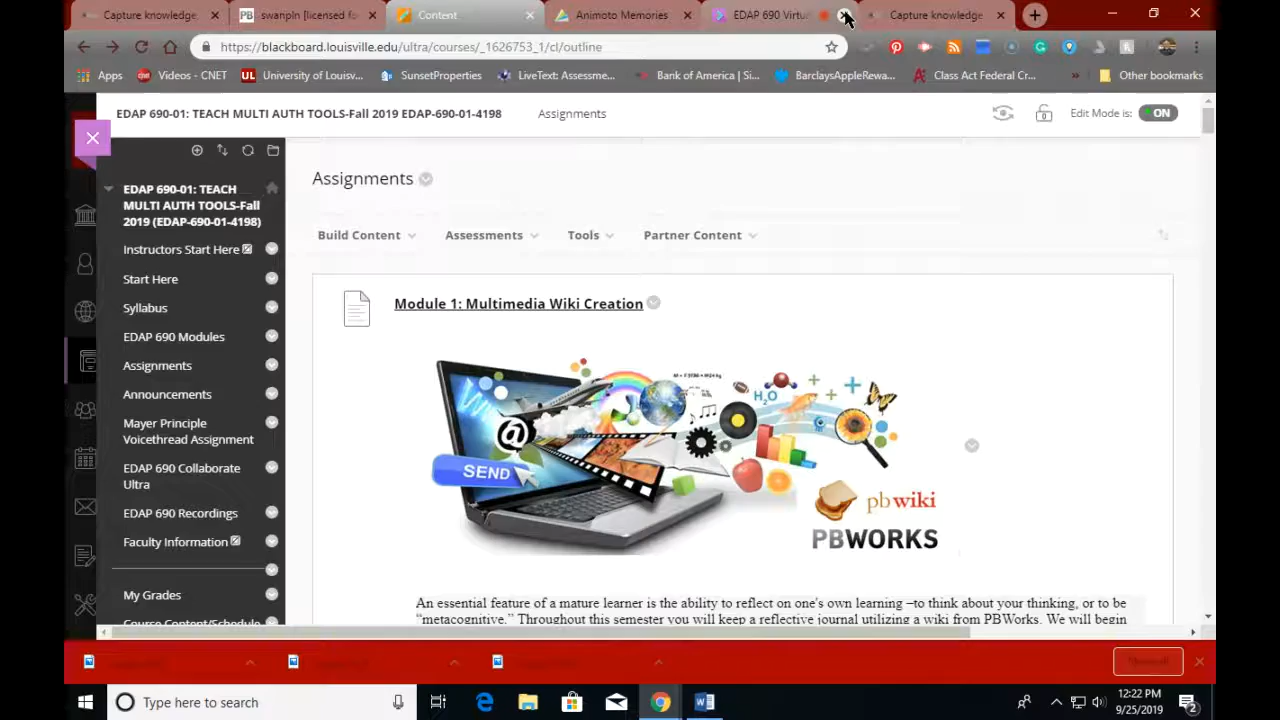 Capture knowledge,
swanpln [licensed fo
Content
Animoto Memories
EDAP 690 Virtu
Capture knowledge
https://blackboard.louisville.edu/ultra/courses/_1626753_1/cl/outline
Apps
Videos - CNET
University of Louisv...
SunsetProperties
LiveText: Assessme...
Bank of America | Si...
BarclaysAppleRewa...
Class Act Federal Cr...
»
Other bookmarks
EDAP 690-01: TEACH MULTI AUTH TOOLS-Fall 2019 EDAP-690-01-4198
Assignments
Edit Mode is:
ON
EDAP 690-01: TEACH
MULTI AUTH TOOLS-Fall
2019 (EDAP-690-01-4198)
Instructors Start Here
Start Here
Syllabus
EDAP 690 Modules
Assignments
Announcements
Mayer Principle
Voicethread Assignment
EDAP 690 Collaborate
Ultra
EDAP 690 Recordings
Faculty Information
My Grades
Course Content/Schedule
Assignments
Build Content
Assessments
Tools
Partner Content
Module 1: Multimedia Wiki Creation
H₂O
@
SEND
pbwiki
PBWORKS
An essential feature of a mature learner is the ability to reflect on one's own learning –to think about your thinking, or to be
“metacognitive.” Throughout this semester you will keep a reflective journal utilizing a wiki from PBWorks. We will begin
Type here to search
12:22 PM
9/25/2019
2